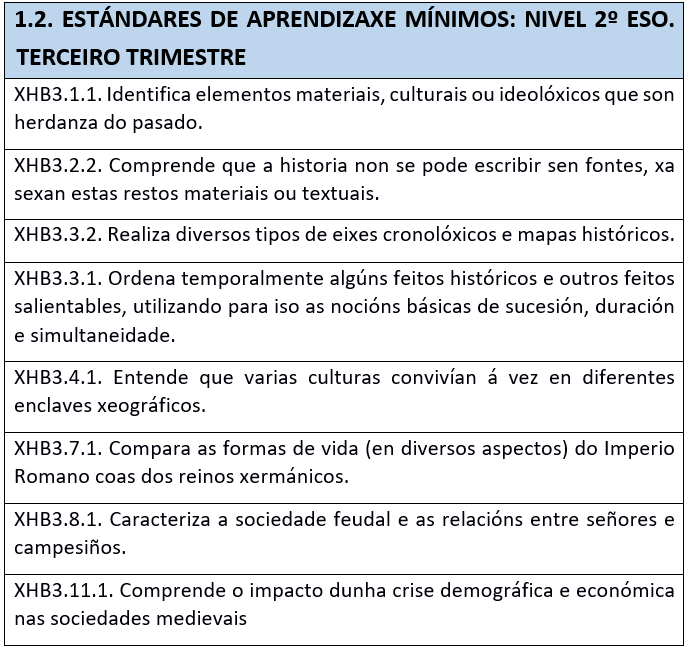 1.2. ESTÁNDARES DE APRENDIZAXE MÍNIMOS: NIVEL 2º ESO.
TERCEIRO TRIMESTRE
XHB3.1.1. Identifica elementos materiais, culturais ou ideolóxicos que son
herdanza do pasado.
XHB3.2.2. Comprende que a historia non se pode escribir sen fontes, xa
sexan estas restos materiais ou textuais.
XHB3.3.2. Realiza diversos tipos de eixes cronolóxicos e mapas históricos.
XHB3.3.1. Ordena temporalmente algúns feitos históricos e outros feitos
salientables, utilizando para iso as nocións básicas de sucesión, duración
e simultaneidade.
XHB3.4.1. Entende que varias culturas convivían á vez en diferentes
enclaves xeográficos.
XHB3.7.1. Compara as formas de vida (en diversos aspectos) do Imperio
Romano coas dos reinos xermánicos.
XHB3.8.1. Caracteriza a sociedade feudal e as relacións entre señores e
campesiños.
XHB3.11.1. Comprende o impacto dunha crise demográfica e económica
nas sociedades medievais